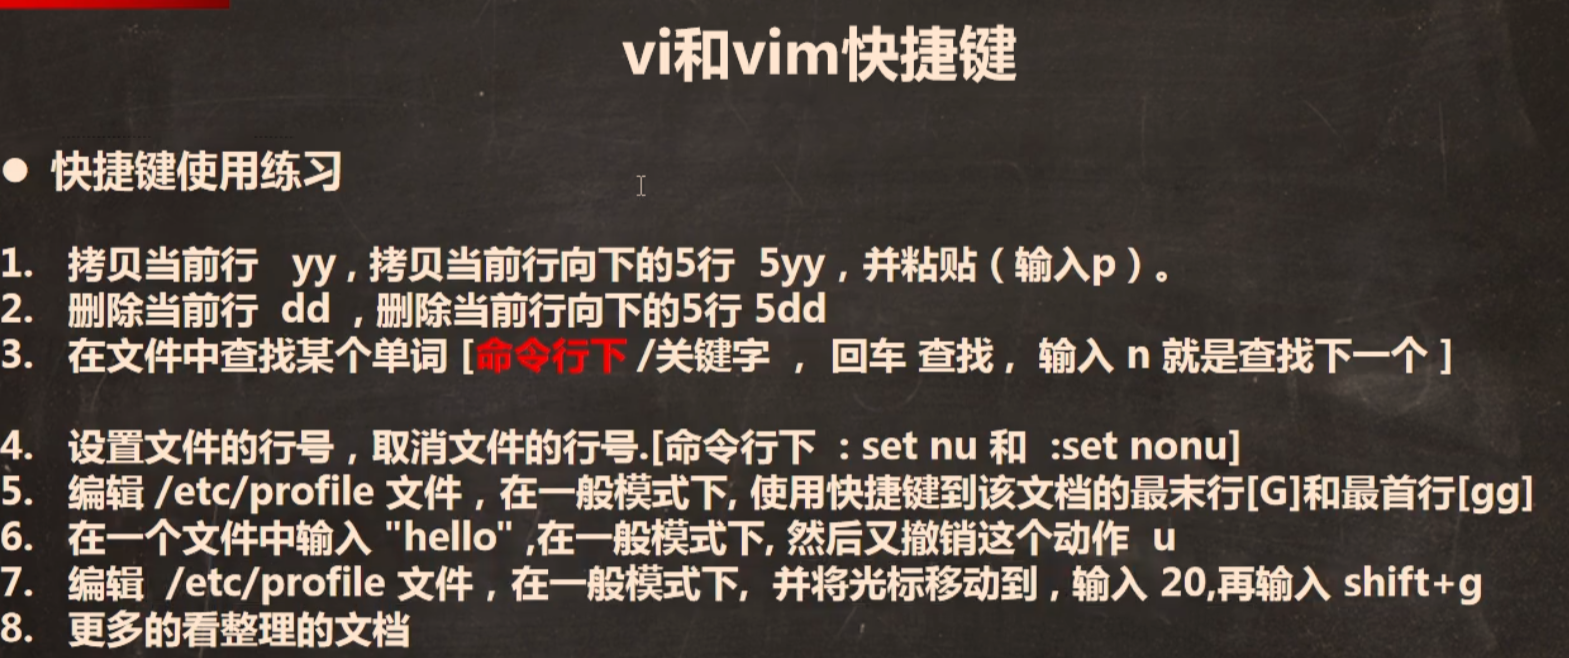 vi和vim快捷键
● 快捷键使用练习
1. 拷贝当前行 yy , 拷贝当前行向下的5行 5yy，并粘贴（输入p）。
2. 删除当前行 dd , 删除当前行向下的5行 5dd
3. 在文件中查找某个单词 [命令行下 /关键字 ， 回车 查找 , 输入 n 就是查找下一个 ]
4. 设置文件的行号，取消文件的行号.[命令行下 : set nu 和 :set nonu]
5. 编辑 /etc/profile 文件，在一般模式下, 使用快捷键到该文档的最末行[G]和最首行[gg]
6. 在一个文件中输入 "hello" ,在一般模式下, 然后又撤销这个动作 u
7. 编辑 /etc/profile 文件，在一般模式下, 并将光标移动到 , 输入 20,再输入 shift+g
8. 更多的看整理的文档